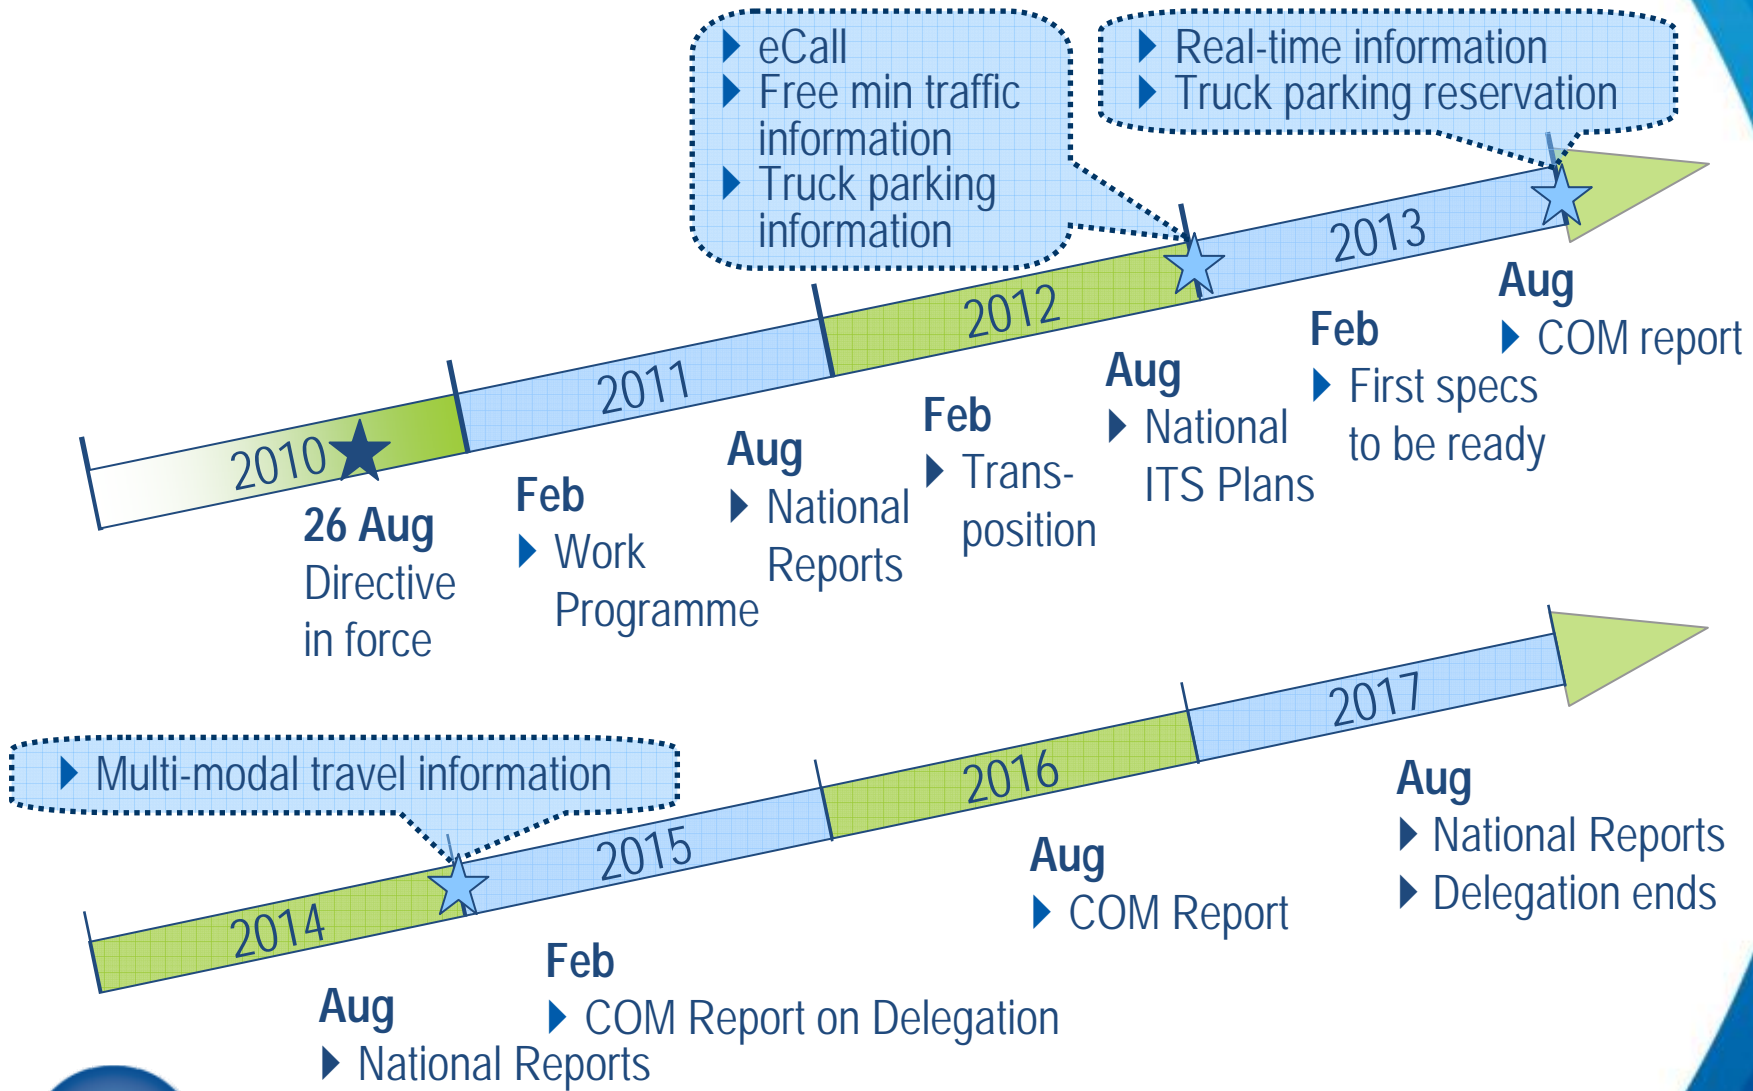 eCall
Free min traffic
information
Truck parking
information
Real-time information
Truck parking reservation
2010
2011
2012
2013
26 Aug
Directive
in force
Feb
Work
Programme
Aug
National
Reports
Feb
Trans-
position
Aug
National
ITS Plans
Feb
First specs
to be ready
Aug
COM report
Multi-modal travel information
2014
2015
2016
2017
Aug
National Reports
Feb
COM Report on Delegation
Aug
COM Report
Aug
National Reports
Delegation ends